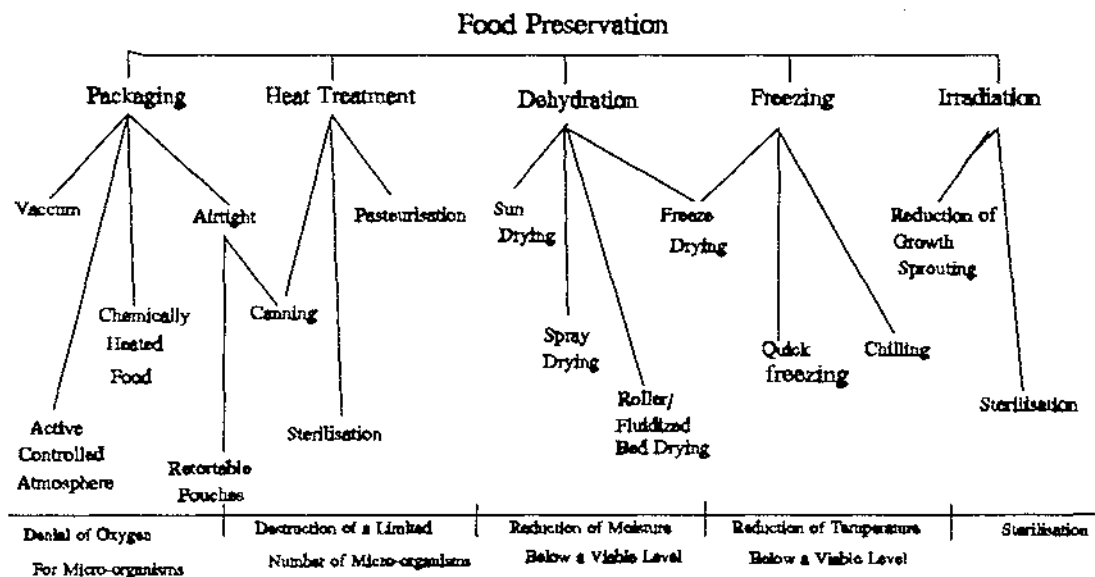 Food Preservation
Packaging
Heat Treatment
Dehydration
Freezing
Irradiation
Vaccum
Airtight
Pasteurisation
Sun
Drying
Freeze
Drying
Reduction of
Growth
Sprouting
Chemically
Heated
Food
Canning
Spray
Drying
Quick
freezing
Chilling
Active
Controlled
Atmosphere
Retortable
Pouches
Sterilisation
Roller/
Fluidized
Bed Drying
Sterilisation
Denial of Oxygen
For Micro-organisms
Destruction of a Limited
Number of Micro-organisms
Reduction of Moisture
Below a Viable Level
Reduction of Temperature
Below a Viable Level
Sterilisation